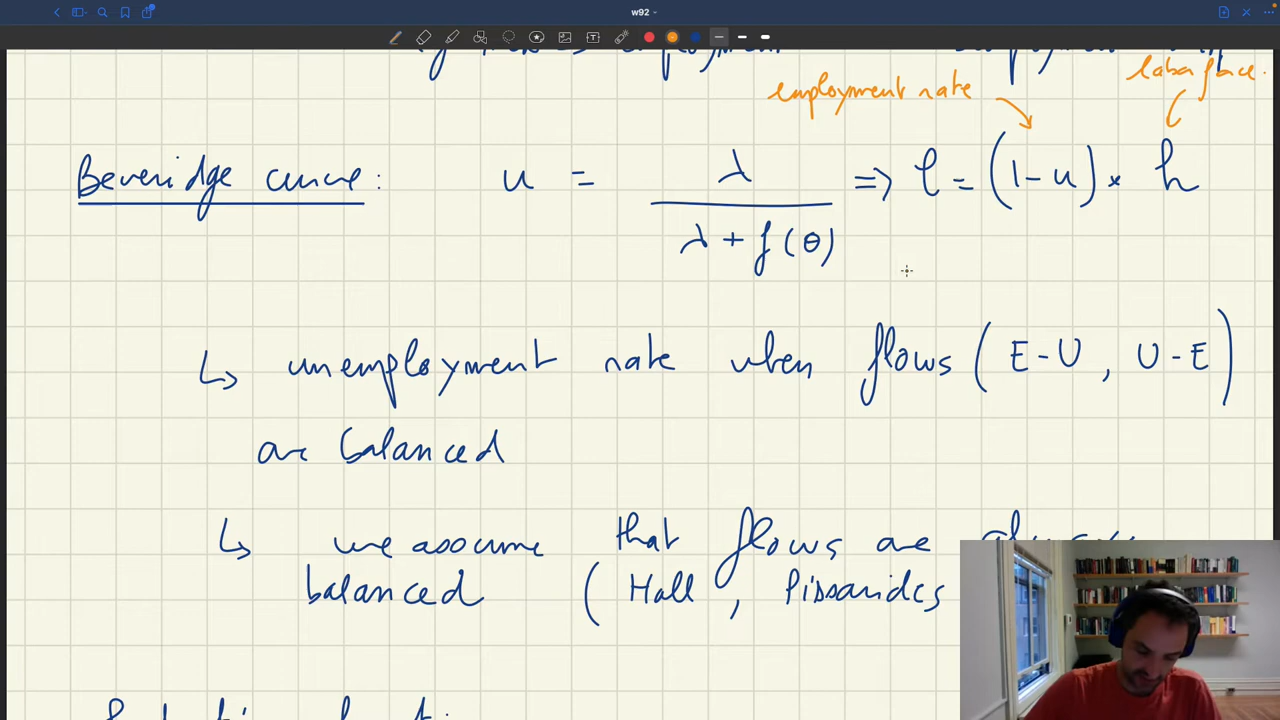 w92
employment rate
labor force.
Beveridge curve : u = λ / (λ + f(θ)) => l = (1 - u) × h
↳ unemployment rate when flows (E-U, U-E)
are balanced
↳ we assume that flows are
balanced (Hall, Pissarides